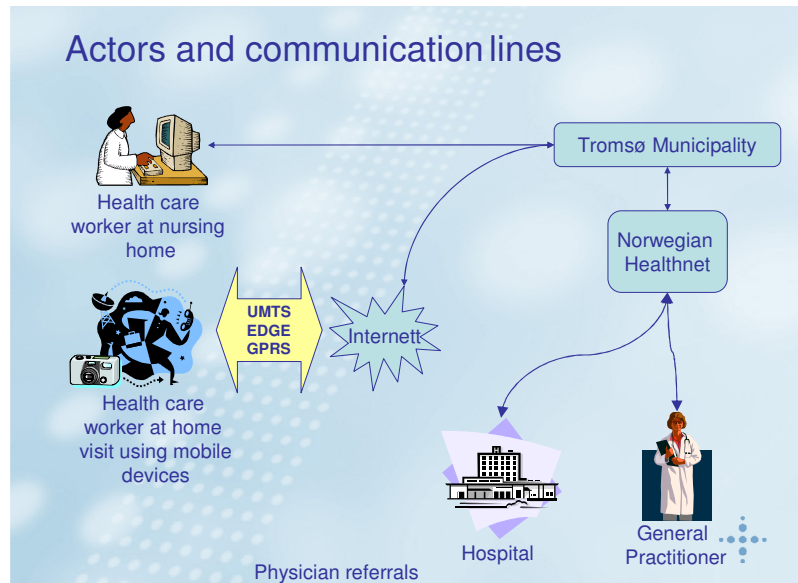 Actors and communication lines
Tromsø Municipality
Health care
worker at nursing
home
Norwegian
Healthnet
UMTS
EDGE
GPRS
Internett
Health care
worker at home
visit using mobile
devices
Hospital
General
Practitioner
Physician referrals